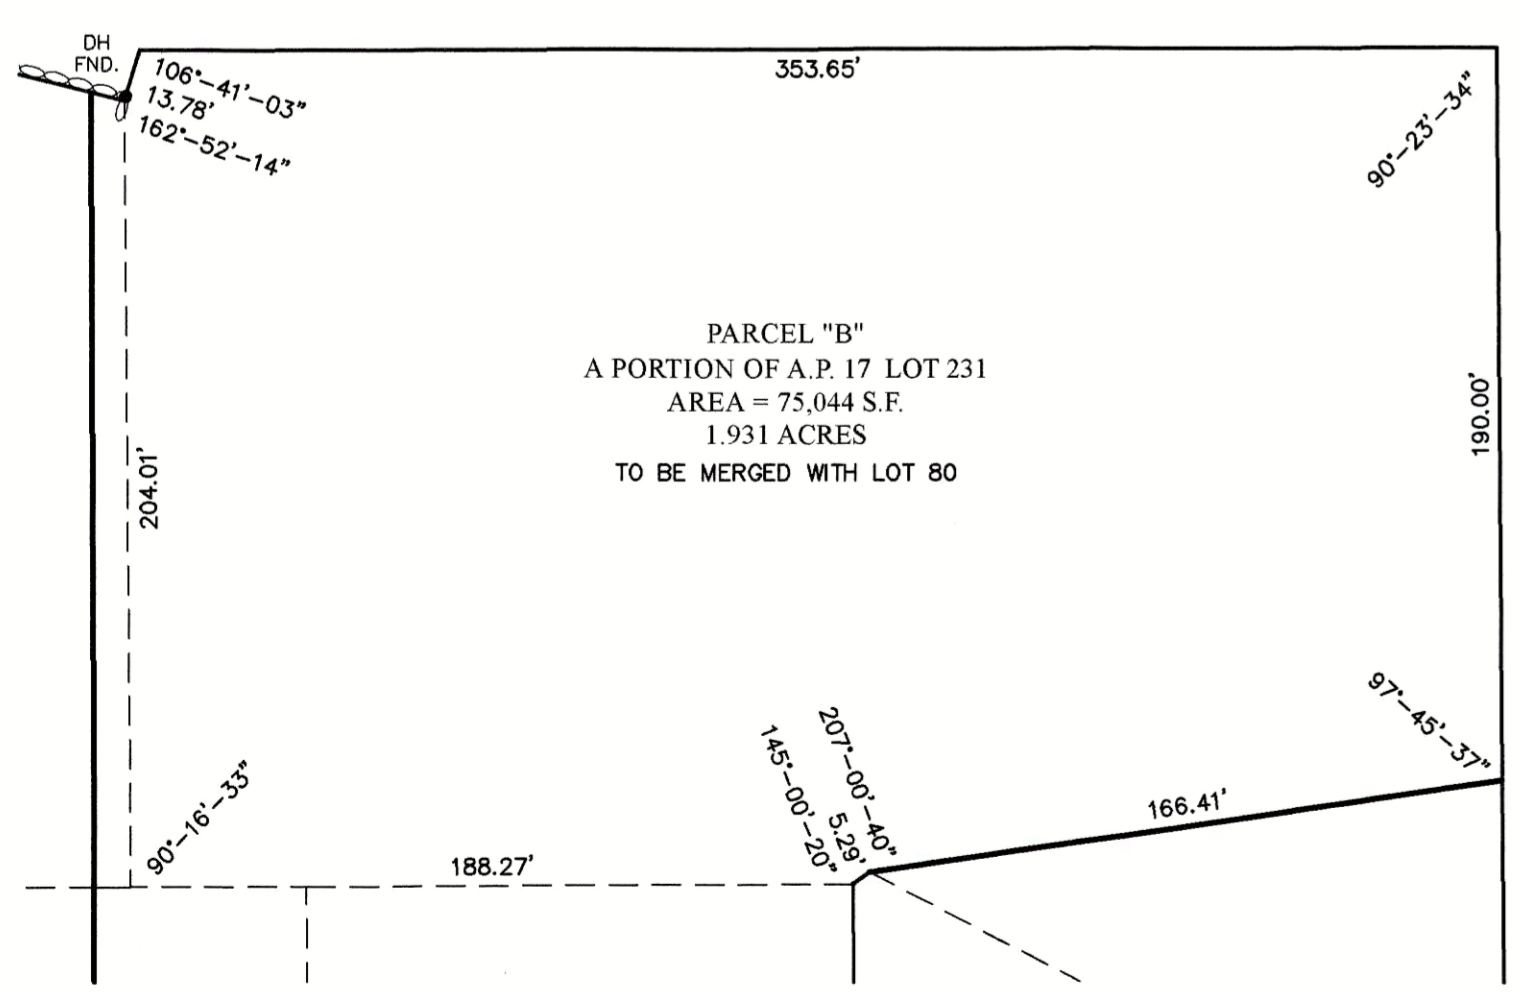 DH
FND.
106°-41'-03"
13.78'
162°-52'-14"
353.65'
90°-23'-34"
PARCEL "B"
A PORTION OF A.P. 17 LOT 231
AREA = 75,044 S.F.
1.931 ACRES
TO BE MERGED WITH LOT 80
190.00'
204.01'
97°-45'-37"
207°-00'-40"
5.29'
145°-00'-20"
166.41'
90°-16'-33"
188.27'